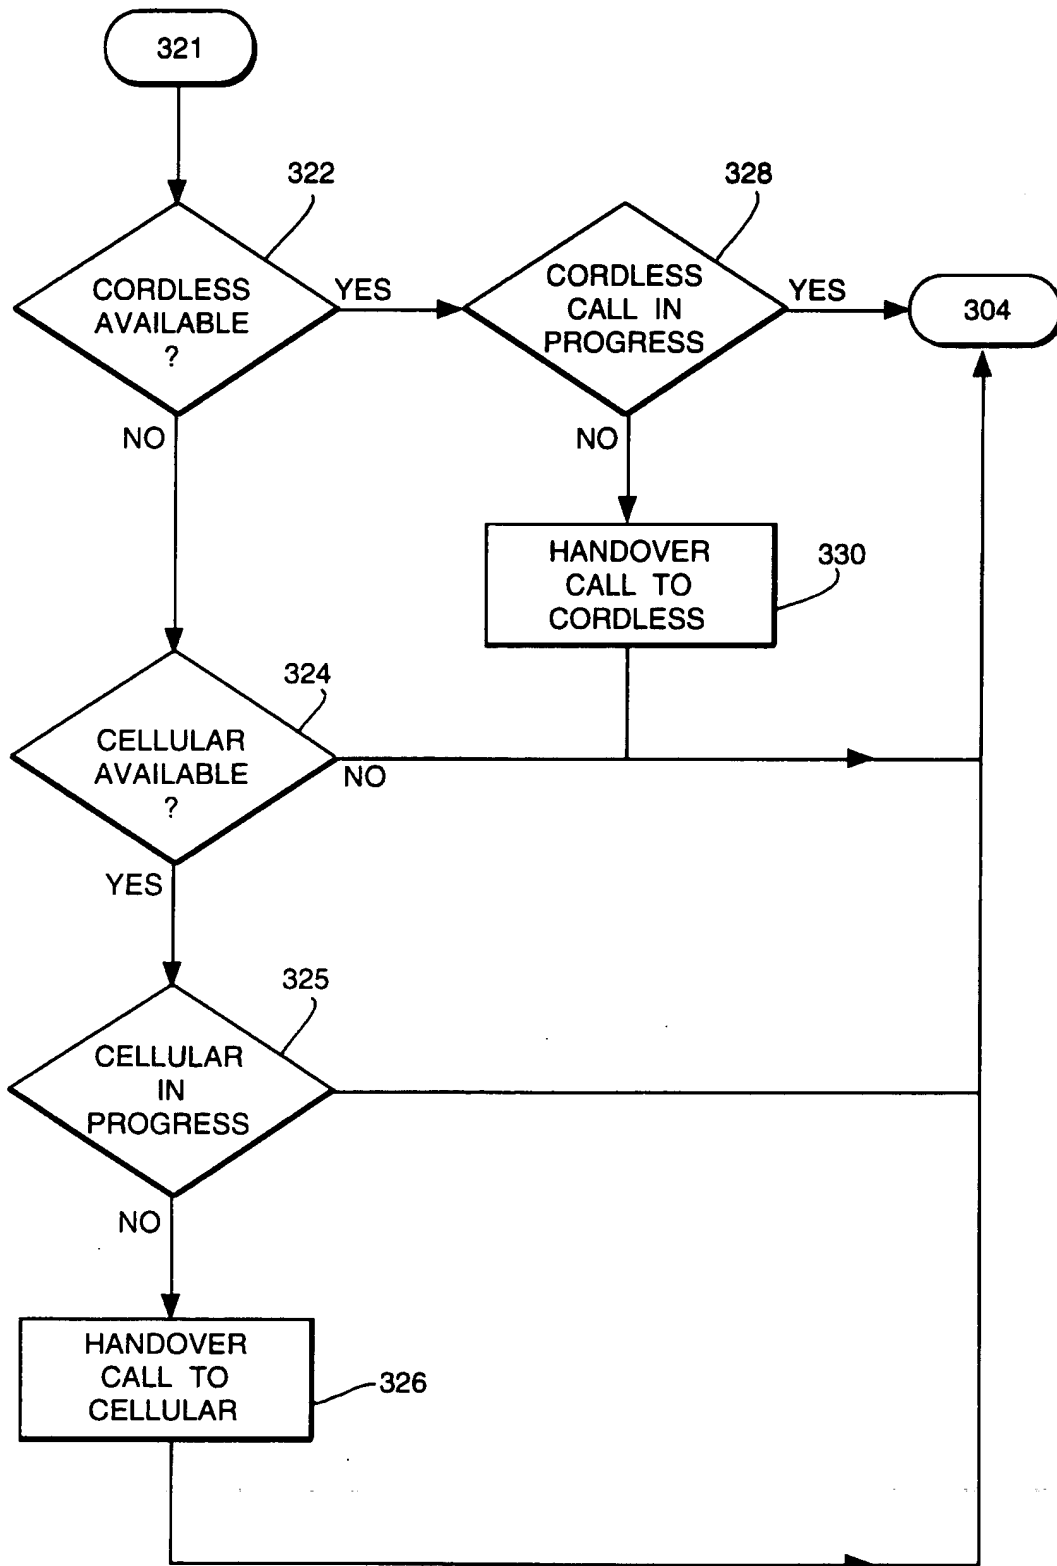 321
322
328
CORDLESS
AVAILABLE
?
YES
CORDLESS
CALL IN
PROGRESS
YES
304
NO
NO
HANDOVER
CALL TO
CORDLESS
330
324
CELLULAR
AVAILABLE
?
NO
YES
325
CELLULAR
IN
PROGRESS
NO
HANDOVER
CALL TO
CELLULAR
326